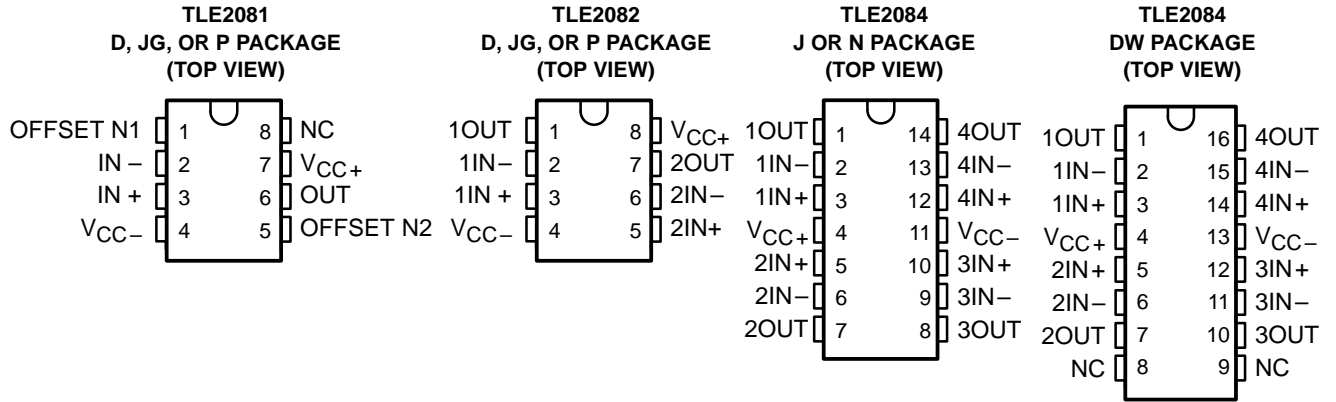 TLE2081
D, JG, OR P PACKAGE
(TOP VIEW)
OFFSET N1 1 8 NC
IN − 2 7 VCC+
IN + 3 6 OUT
VCC− 4 5 OFFSET N2
TLE2082
D, JG, OR P PACKAGE
(TOP VIEW)
1OUT 1 8 VCC+
1IN− 2 7 2OUT
1IN + 3 6 2IN−
VCC− 4 5 2IN+
TLE2084
J OR N PACKAGE
(TOP VIEW)
1OUT 1 14 4OUT
1IN− 2 13 4IN−
1IN+ 3 12 4IN+
VCC+ 4 11 VCC−
2IN+ 5 10 3IN+
2IN− 6 9 3IN−
2OUT 7 8 3OUT
TLE2084
DW PACKAGE
(TOP VIEW)
1OUT 1 16 4OUT
1IN− 2 15 4IN−
1IN+ 3 14 4IN+
VCC+ 4 13 VCC−
2IN+ 5 12 3IN+
2IN− 6 11 3IN−
2OUT 7 10 3OUT
NC 8 9 NC